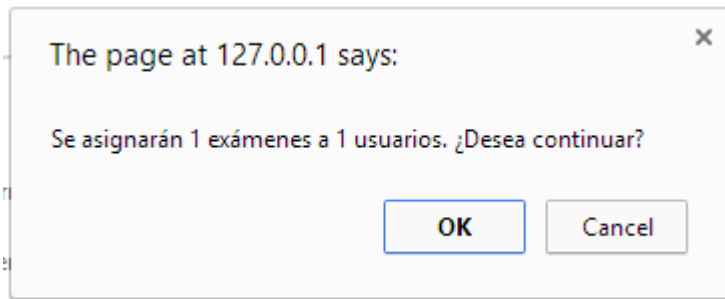 The page at 127.0.0.1 says:
Se asignarán 1 exámenes a 1 usuarios. ¿Desea continuar?
OK
Cancel